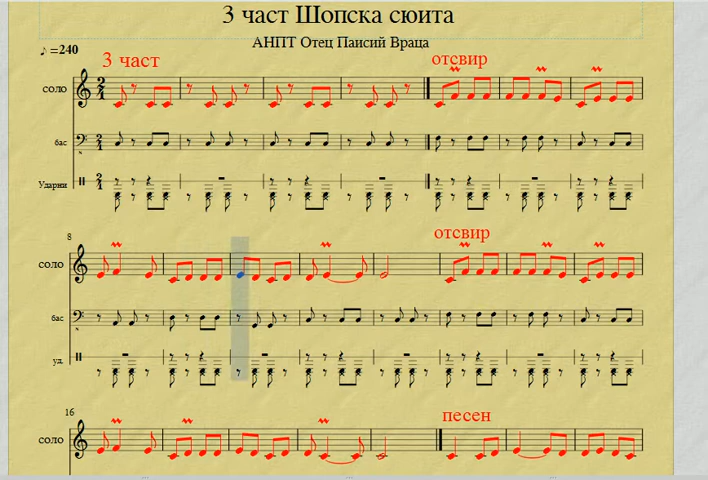 3 част Шопска сюита
♪ =240
АНПТ Отец Паисий Враца
3 част
отсвир
соло
бас
Ударни
8
отсвир
соло
бас
уд.
16
песен
соло